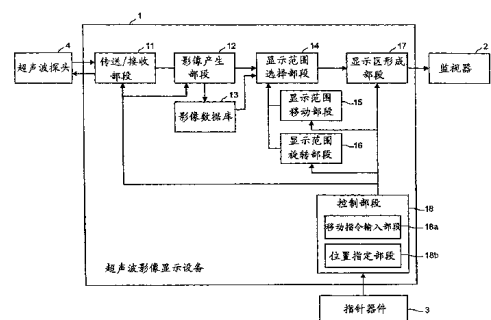 1
4
11
12
14
17
2
超声波探头
传送/接收
部段
影像产生
部段
显示范围
选择部段
显示区形成
部段
监视器
13
影像数据库
显示范围
移动部段
15
显示范围
旋转部段
16
控制部段
18
移动指令输入部段
18a
位置指定部段
18b
超声波影像显示设备
指针器件
3